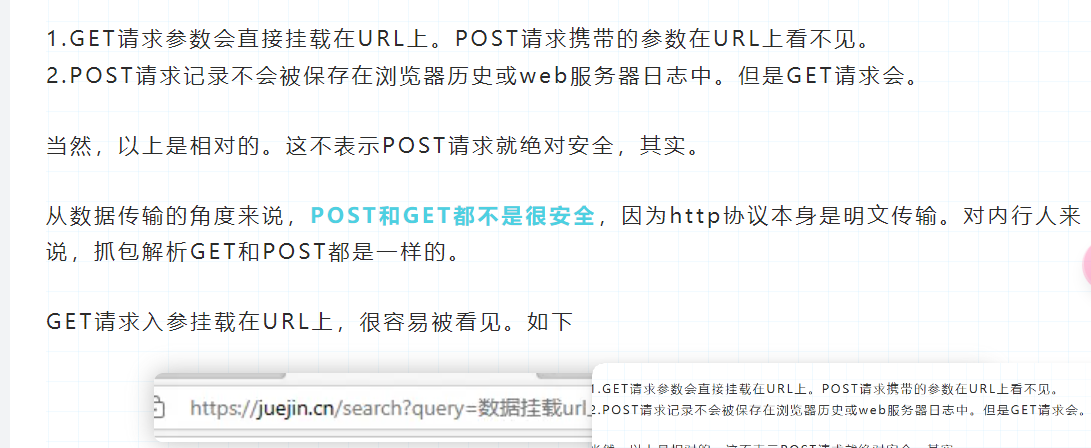 1.GET请求参数会直接挂载在URL上。POST请求携带的参数在URL上看不见。
2.POST请求记录不会被保存在浏览器历史或web服务器日志中。但是GET请求会。
当然，以上是相对的。这不表示POST请求就绝对安全，其实。
从数据传输的角度来说，POST和GET都不是很安全，因为http协议本身是明文传输。对内行人来
说，抓包解析GET和POST都是一样的。
GET请求入参挂载在URL上，很容易被看见。如下
https://juejin.cn/search?query=数据挂载url
1.GET请求参数会直接挂载在URL上。POST请求携带的参数在URL上看不见。
2.POST请求记录不会被保存在浏览器历史或web服务器日志中。但是GET请求会。